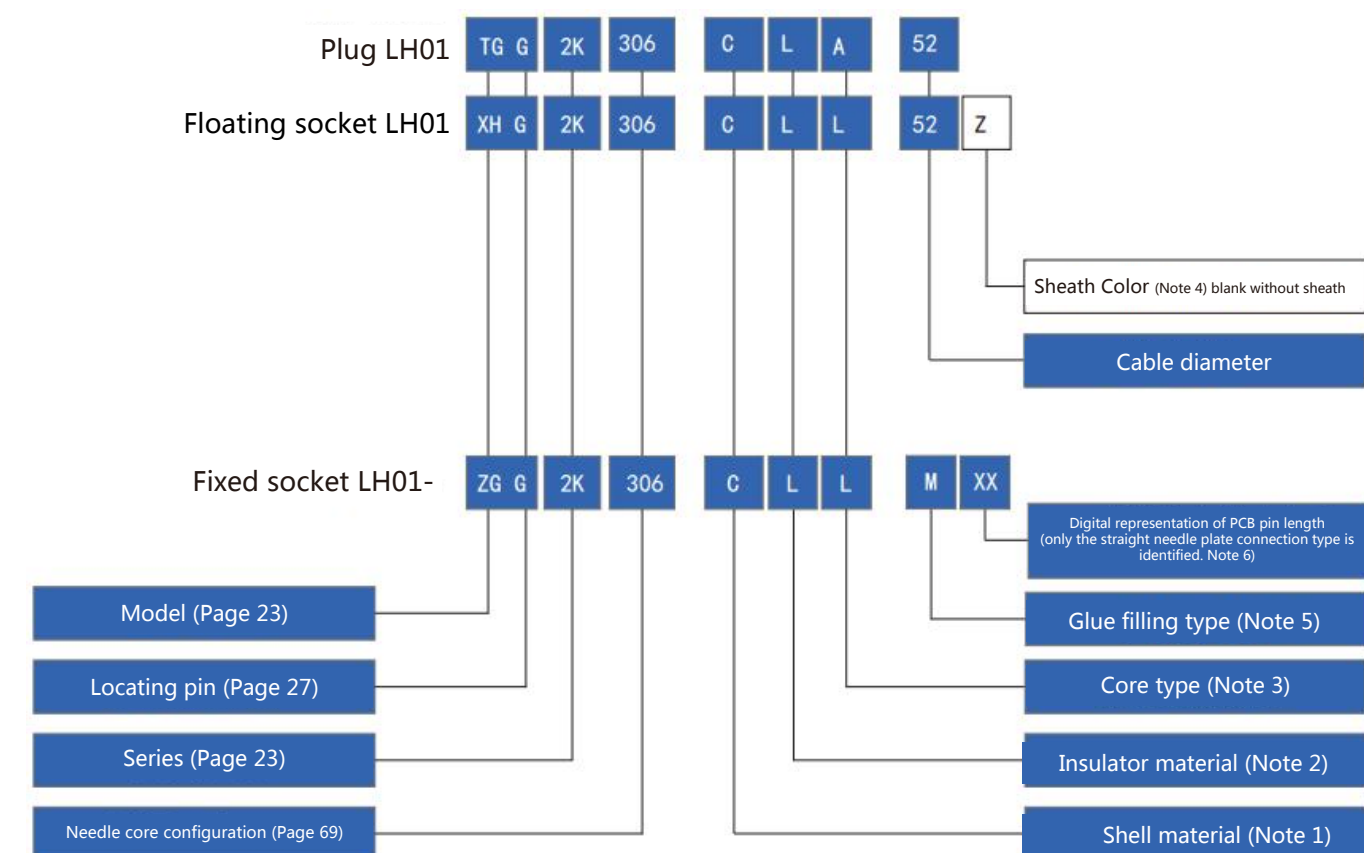 Plug LH01 TG G 2K 306 C L A 52
Floating socket LH01 XH G 2K 306 C L L 52 Z
Sheath Color (Note 4) blank without sheath
Cable diameter
Fixed socket LH01- ZG G 2K 306 C L L M XX
Digital representation of PCB pin length
(only the straight needle plate connection type is
identified. Note 6)
Model (Page 23)
Glue filling type (Note 5)
Locating pin (Page 27)
Core type (Note 3)
Series (Page 23)
Insulator material (Note 2)
Needle core configuration (Page 69)
Shell material (Note 1)